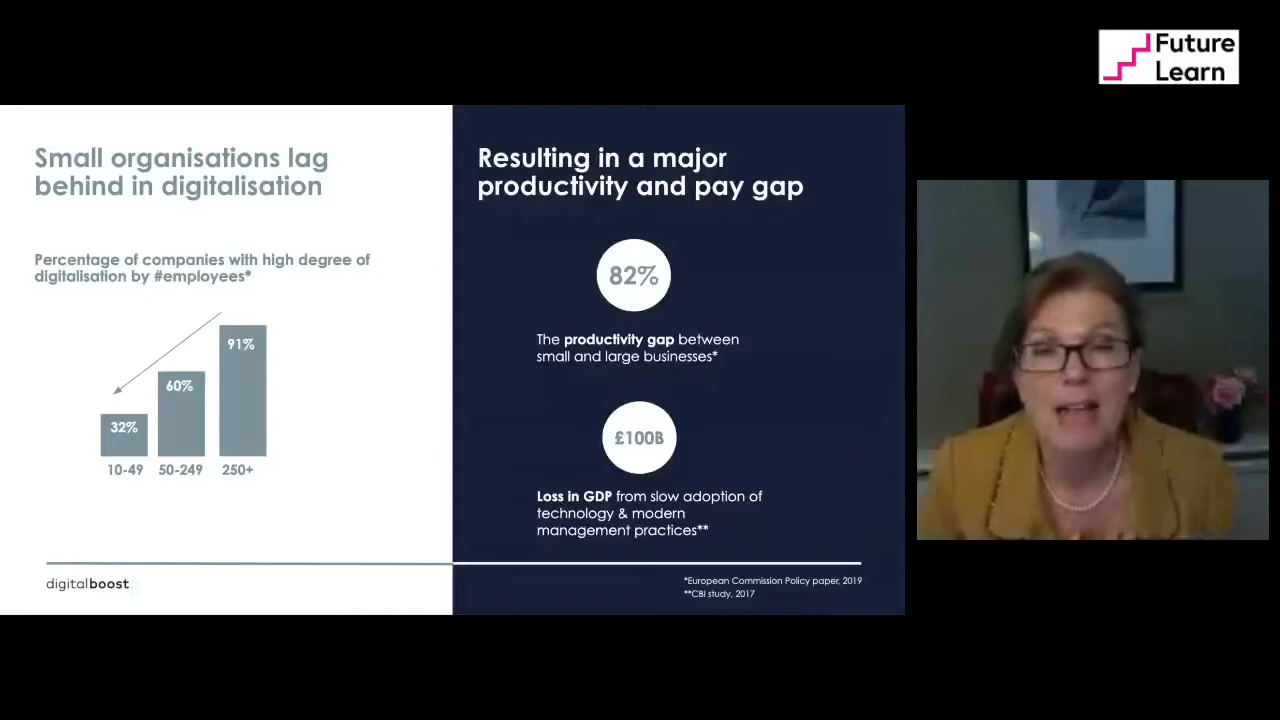 Future
Learn
Small organisations lag
behind in digitalisation
Percentage of companies with high degree of
digitalisation by #employees*
91%
60%
32%
10-49 50-249 250+
digitalboost
Resulting in a major
productivity and pay gap
82%
The productivity gap between
small and large businesses*
£100B
Loss in GDP from slow adoption of
technology & modern
management practices**
*European Commission Policy paper, 2019
**CBI study, 2017